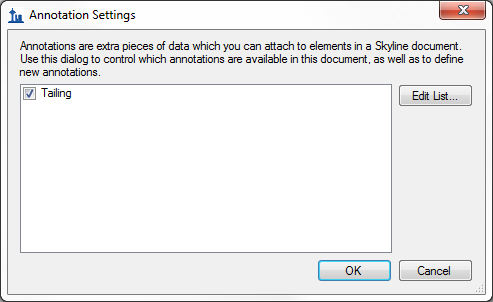 Annotation Settings
Annotations are extra pieces of data which you can attach to elements in a Skyline document.
Use this dialog to control which annotations are available in this document, as well as to define
new annotations.
Tailing
Edit List...
OK
Cancel